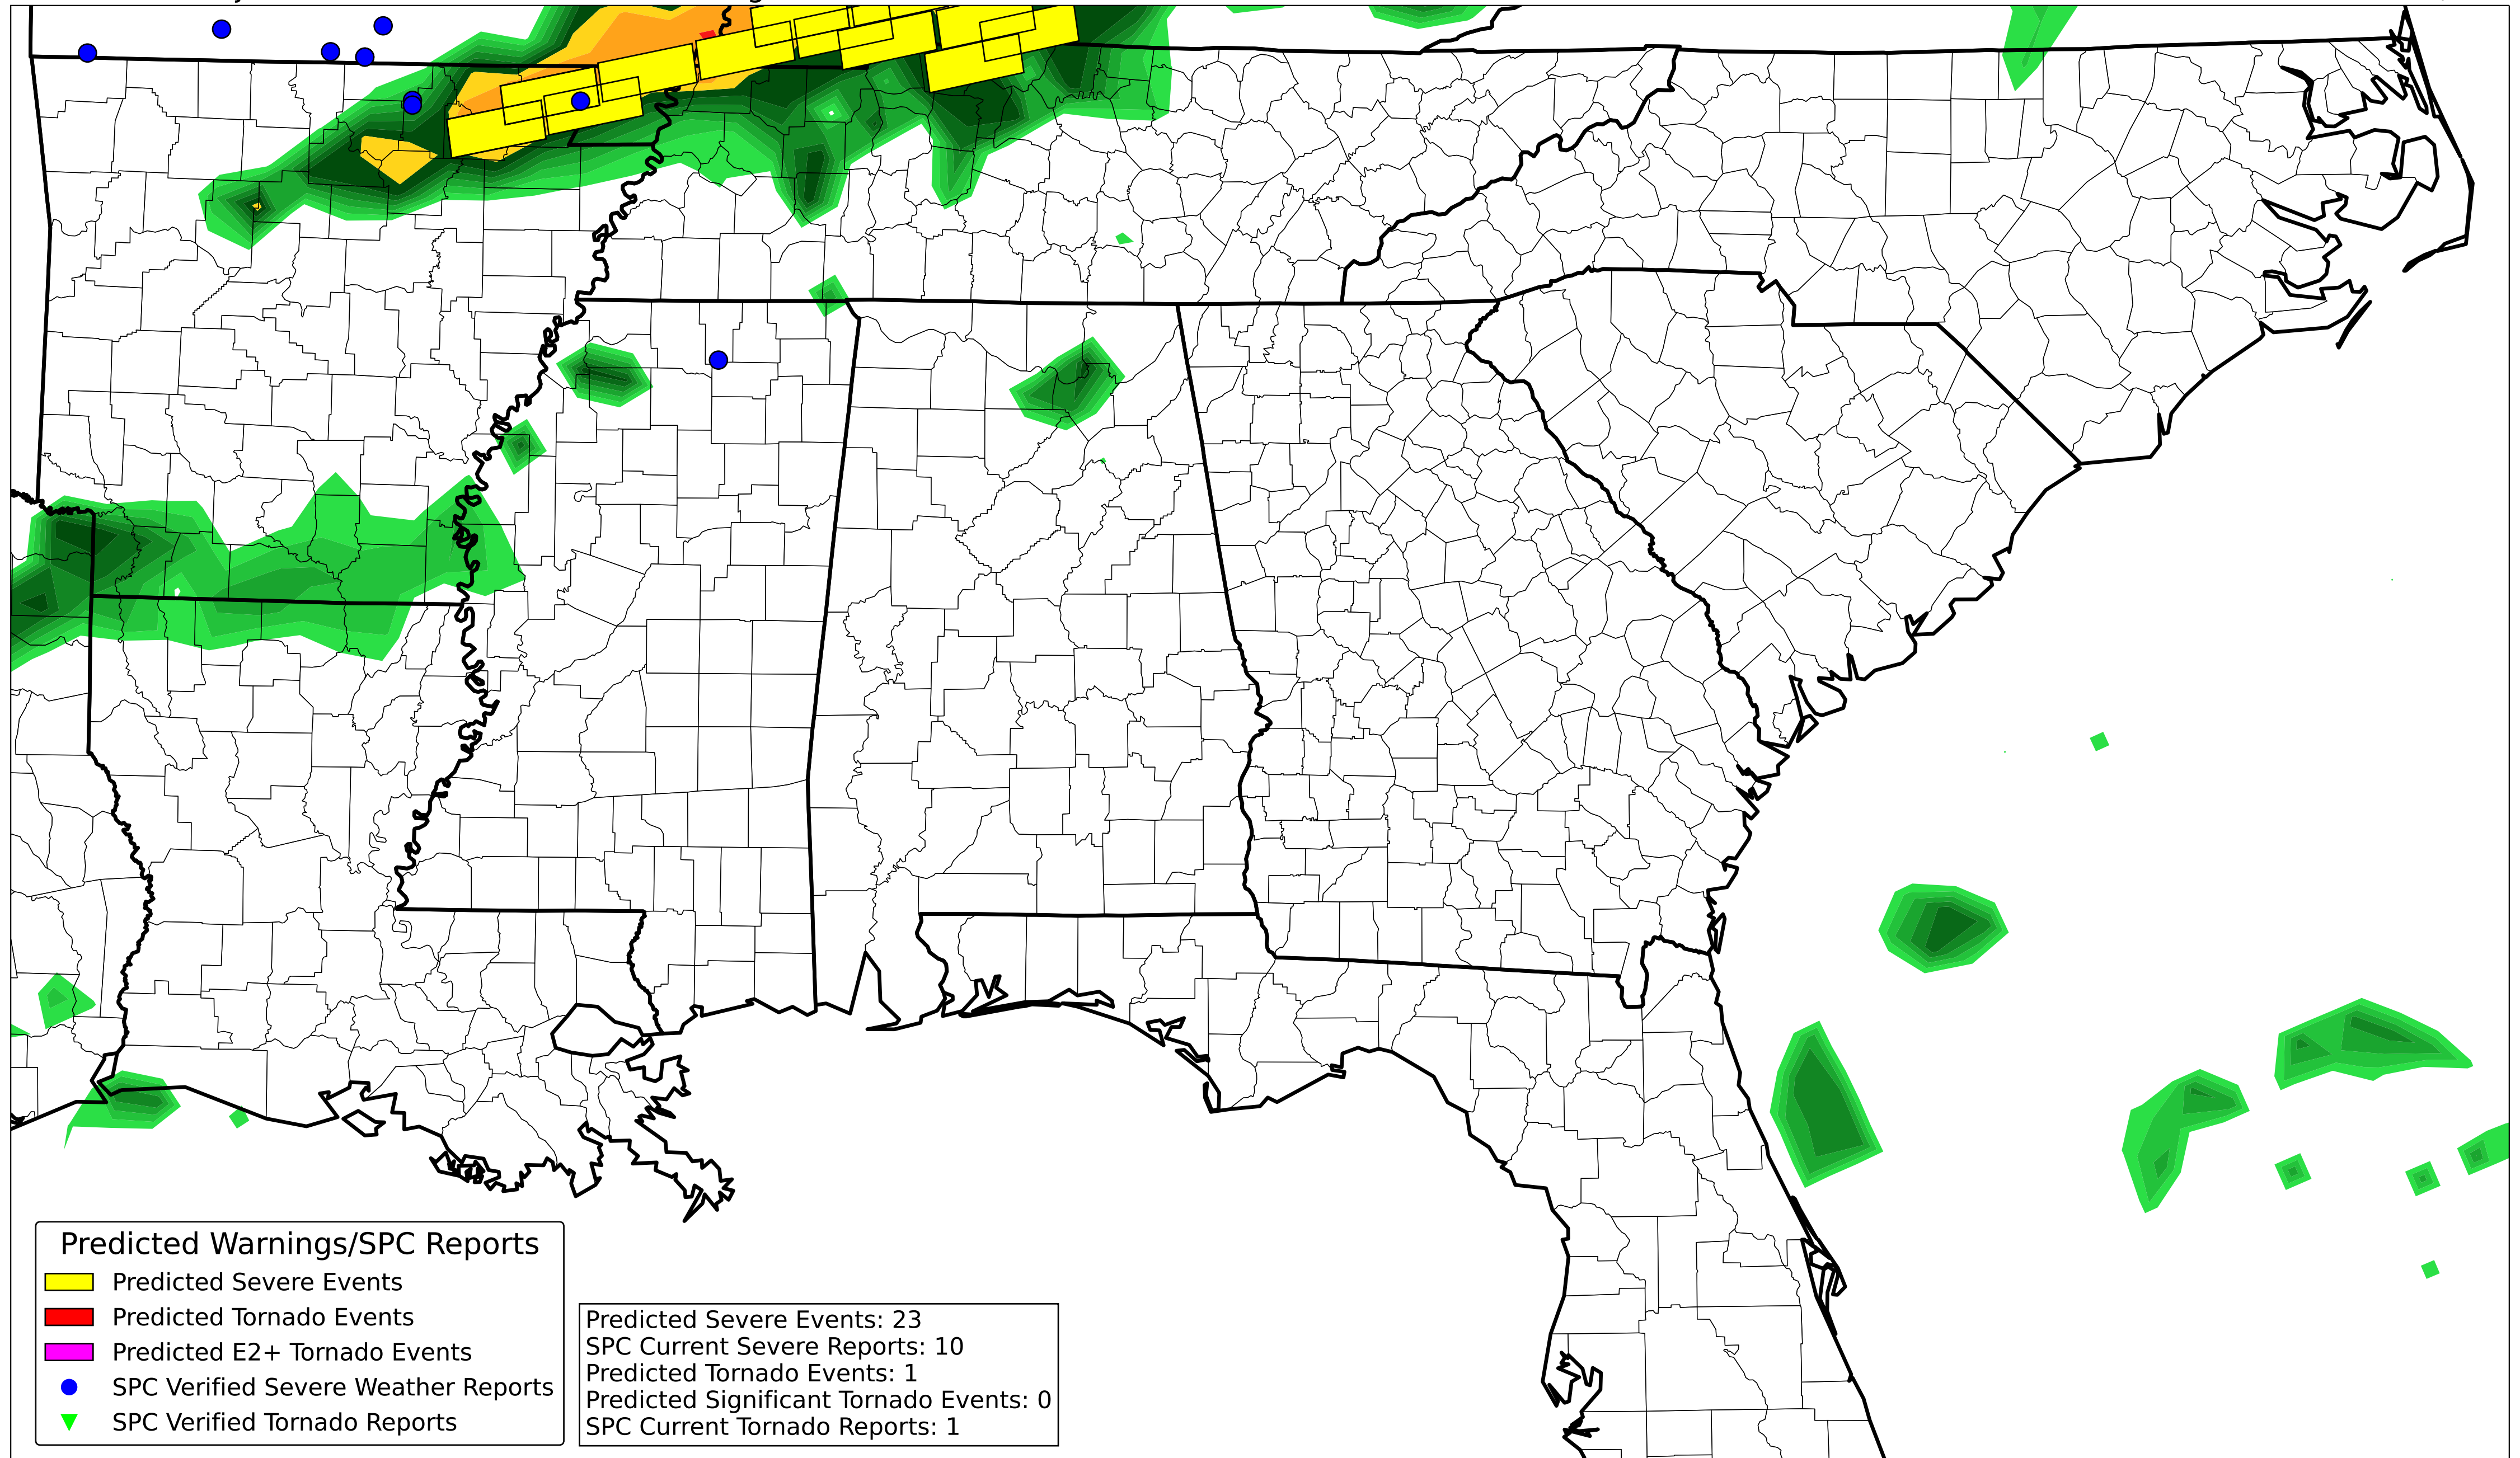 Predicted Warnings/SPC Reports
Predicted Severe Events
Predicted Tornado Events
Predicted E2+ Tornado Events
SPC Verified Severe Weather Reports
SPC Verified Tornado Reports
Predicted Severe Events: 23
SPC Current Severe Reports: 10
Predicted Tornado Events: 1
Predicted Significant Tornado Events: 0
SPC Current Tornado Reports: 1